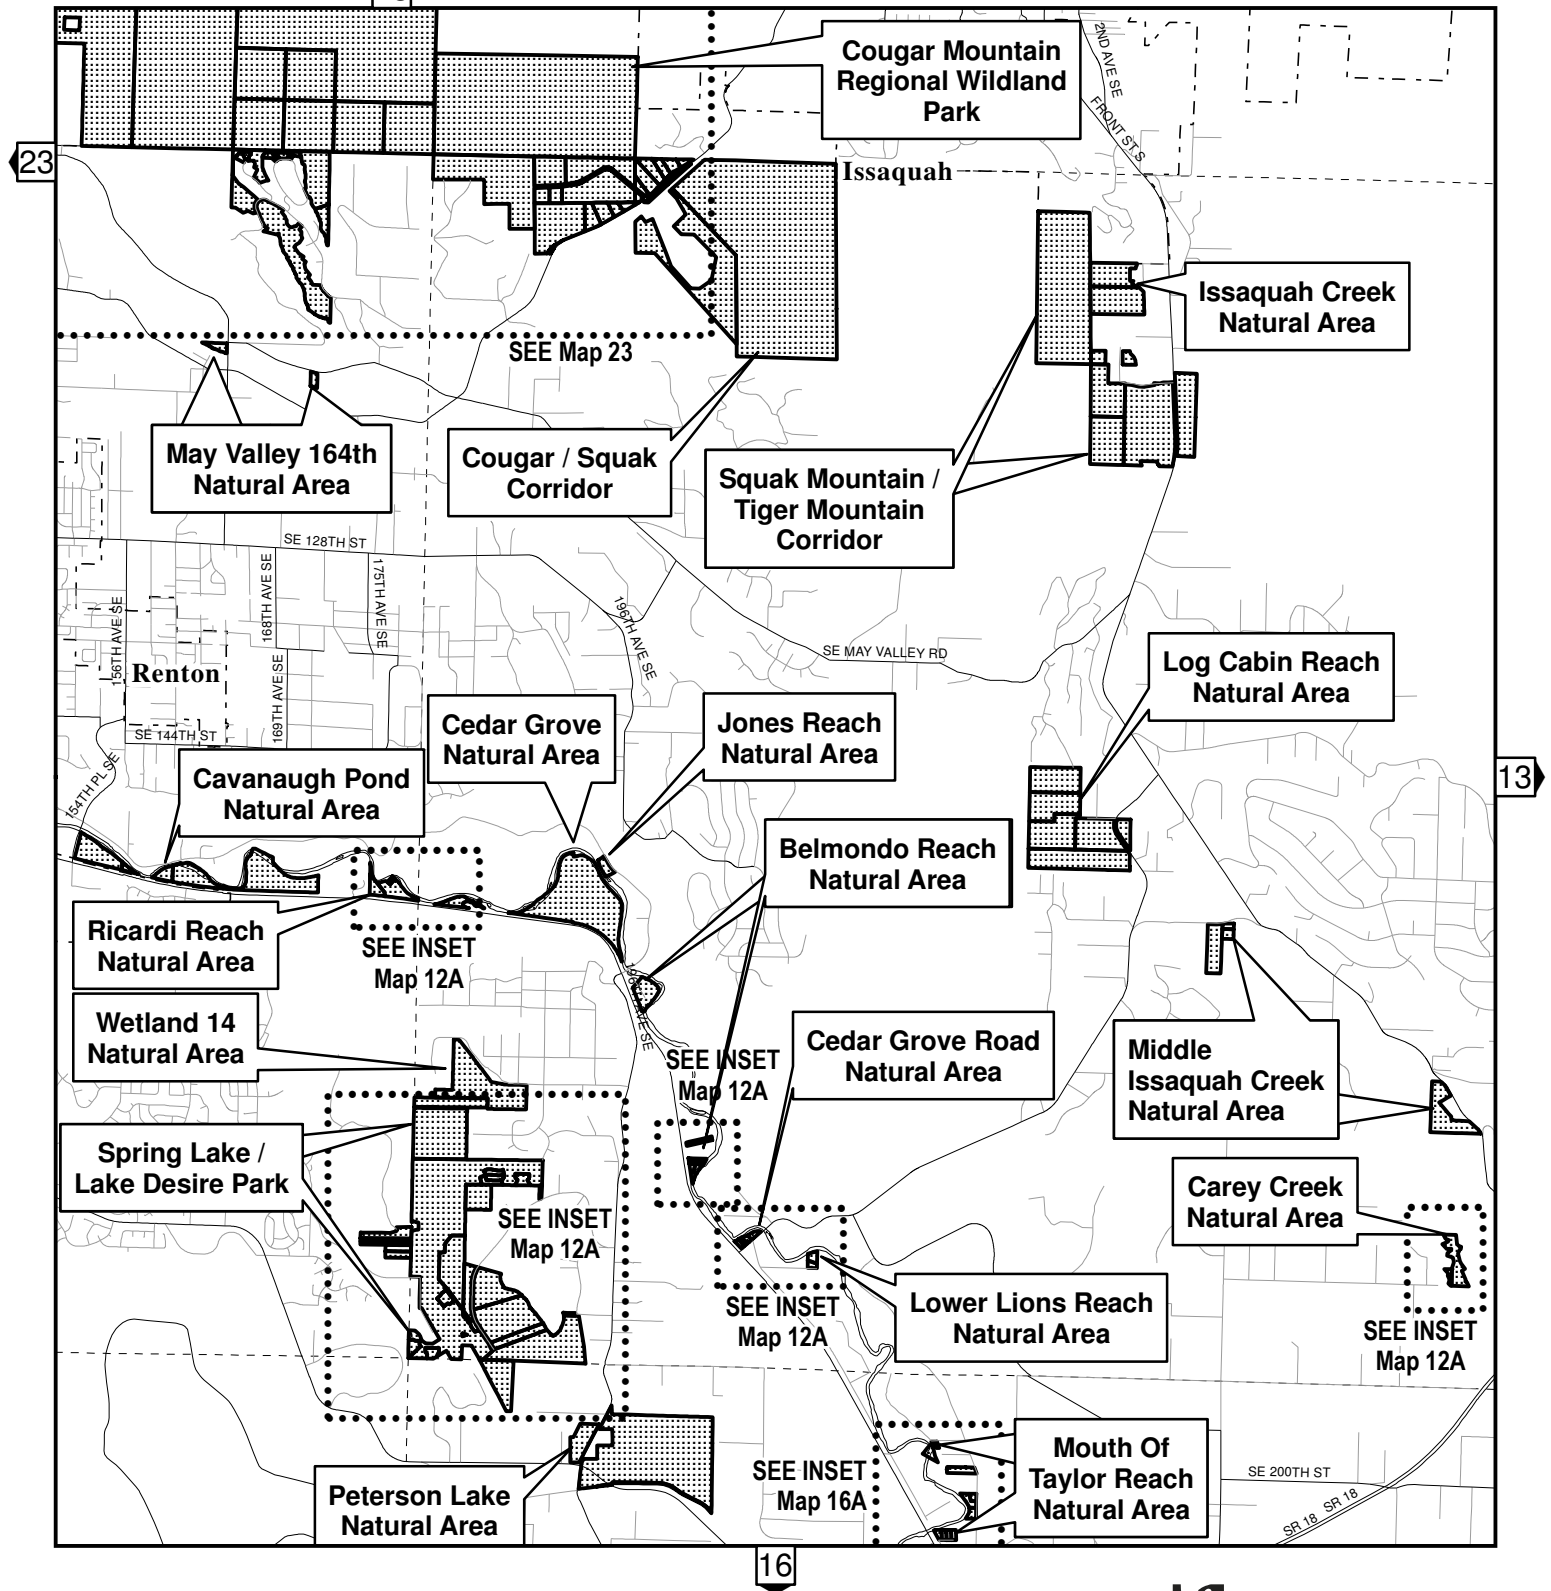 Cougar Mountain
Regional Wildland
Park
2ND AVE SE
FRONT ST S
23
Issaquah
Issaquah Creek
Natural Area
SEE Map 23
May Valley 164th
Natural Area
Cougar / Squak
Corridor
Squak Mountain /
Tiger Mountain
Corridor
SE 128TH ST
175TH AVE SE
168TH AVE SE
156TH AVE SE
196TH AVE SE
SE MAY VALLEY RD
Renton
169TH AVE SE
SE 144TH ST
154TH PL SE
Log Cabin Reach
Natural Area
Cedar Grove
Natural Area
Jones Reach
Natural Area
Cavanaugh Pond
Natural Area
13
Belmondo Reach
Natural Area
Ricardi Reach
Natural Area
SEE INSET
Map 12A
196TH AVE SE
Wetland 14
Natural Area
Cedar Grove Road
Natural Area
SEE INSET
Map 12A
Middle
Issaquah Creek
Natural Area
Spring Lake /
Lake Desire Park
SEE INSET
Map 12A
Carey Creek
Natural Area
Lower Lions Reach
Natural Area
SEE INSET
Map 12A
SEE INSET
Map 12A
Mouth Of
Taylor Reach
Natural Area
SEE INSET
Map 16A
SE 200TH ST
SR 18
SR 18
Peterson Lake
Natural Area
16